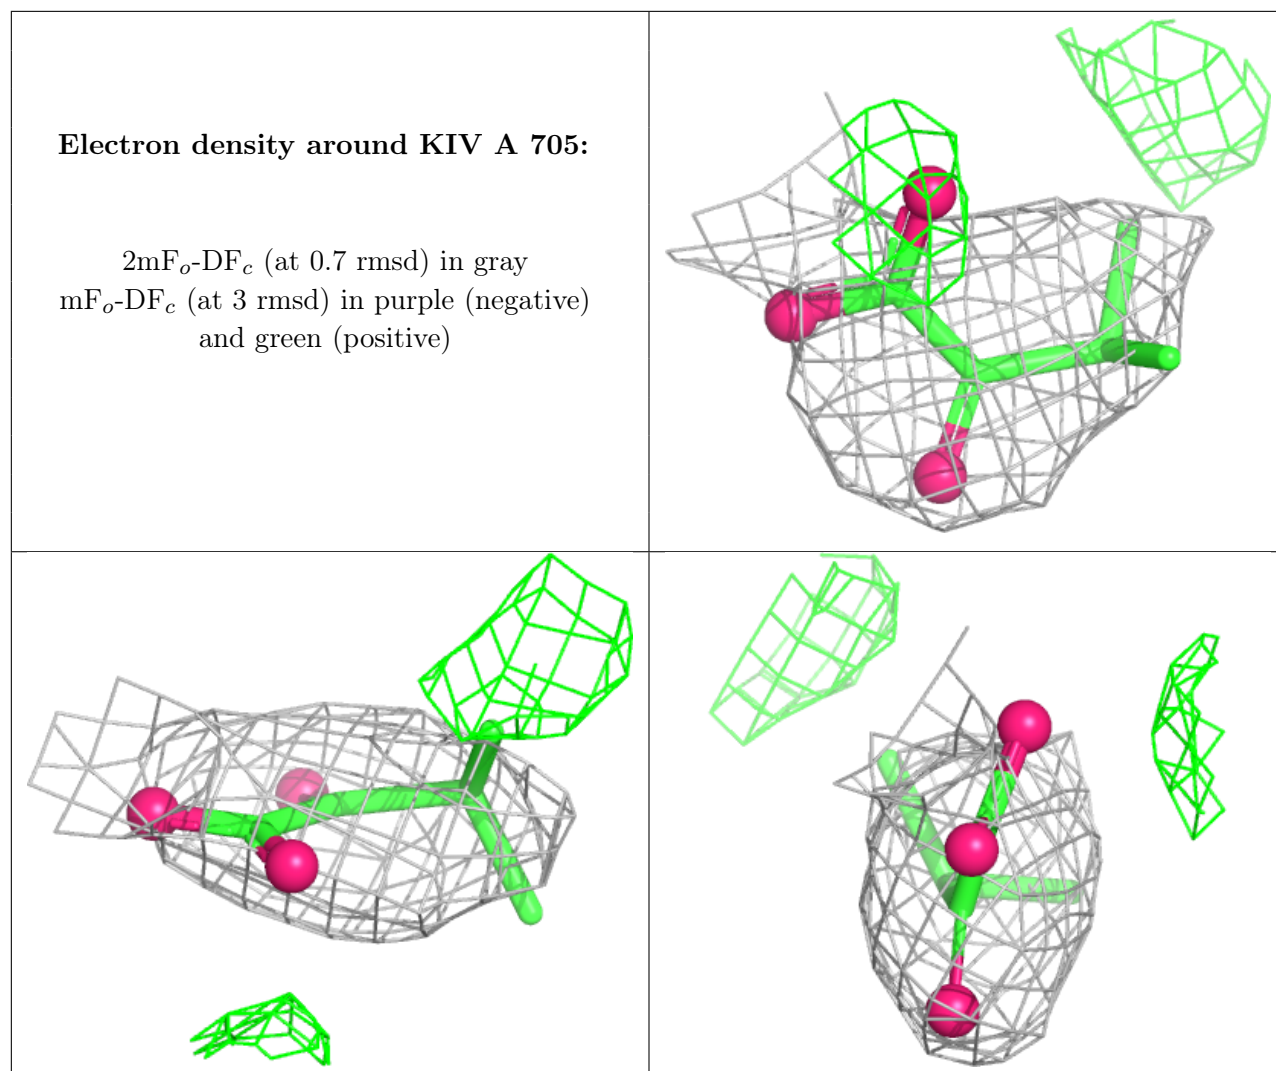 Electron density around KIV A 705:
2mFo-DFc (at 0.7 rmsd) in gray
mFo-DFc (at 3 rmsd) in purple (negative)
and green (positive)